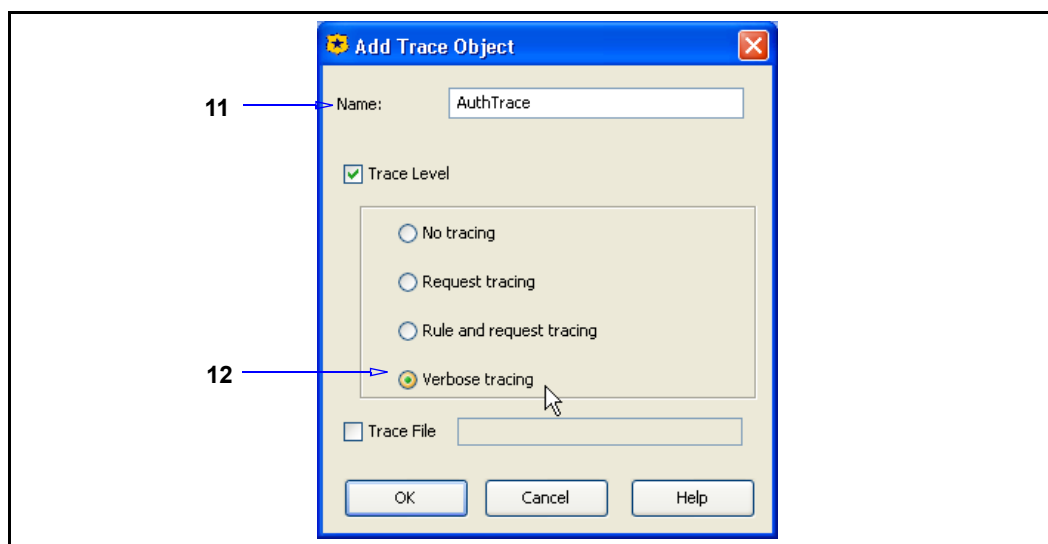 Add Trace Object
11
Name:
AuthTrace
Trace Level
No tracing
Request tracing
Rule and request tracing
12
Verbose tracing
Trace File
OK
Cancel
Help